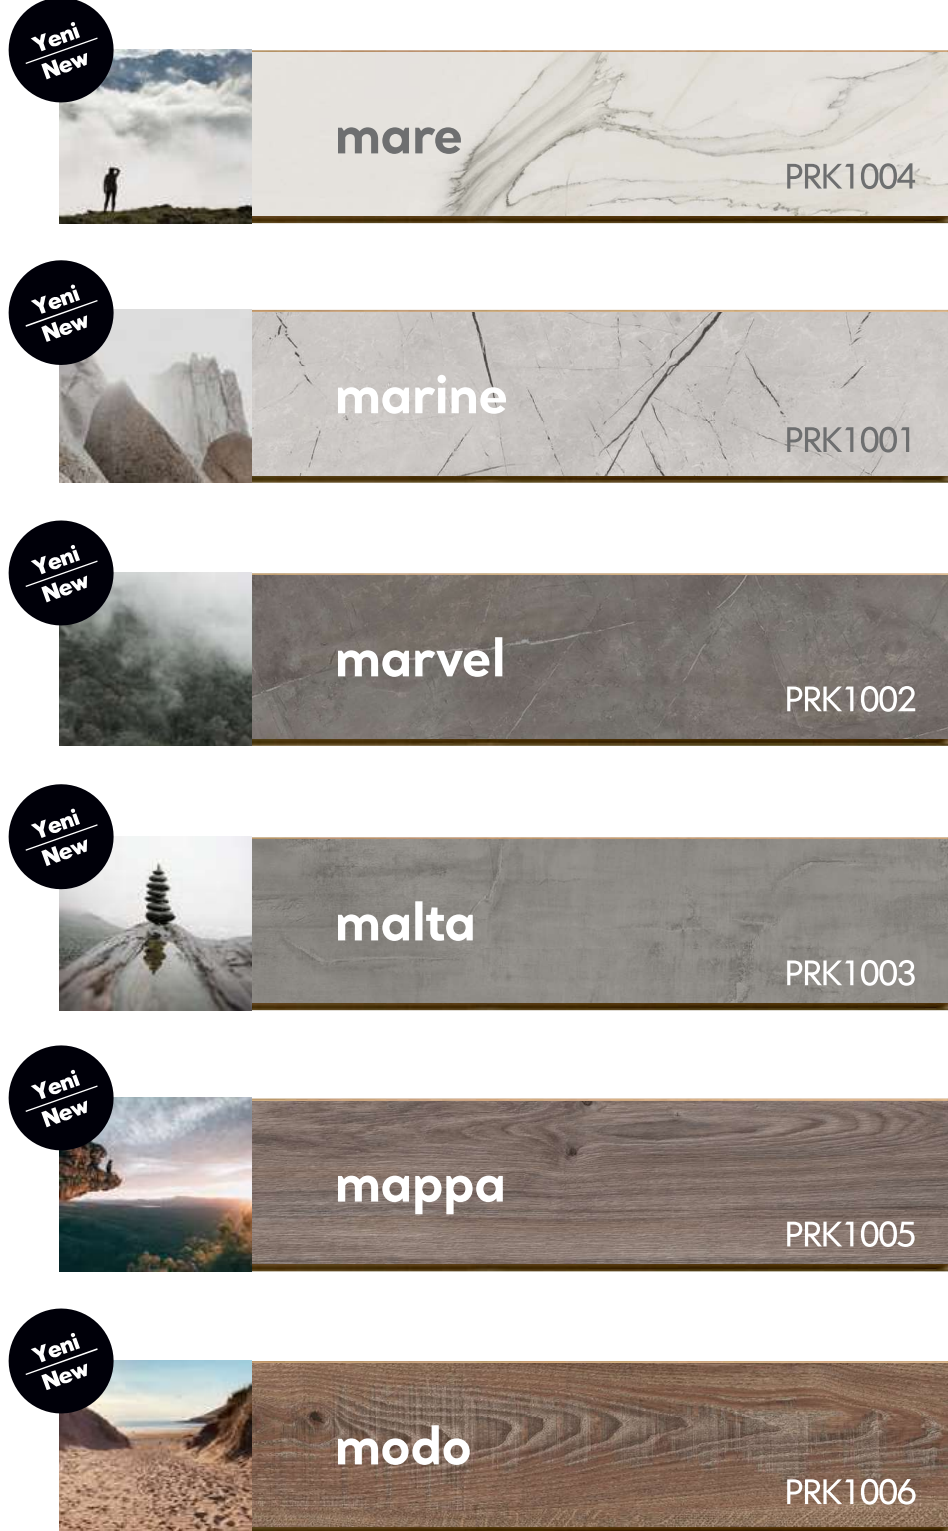 Yeni
New
mare
PRK1004
Yeni
New
marine
PRK1001
Yeni
New
marvel
PRK1002
Yeni
New
malta
PRK1003
Yeni
New
mappa
PRK1005
Yeni
New
modo
PRK1006